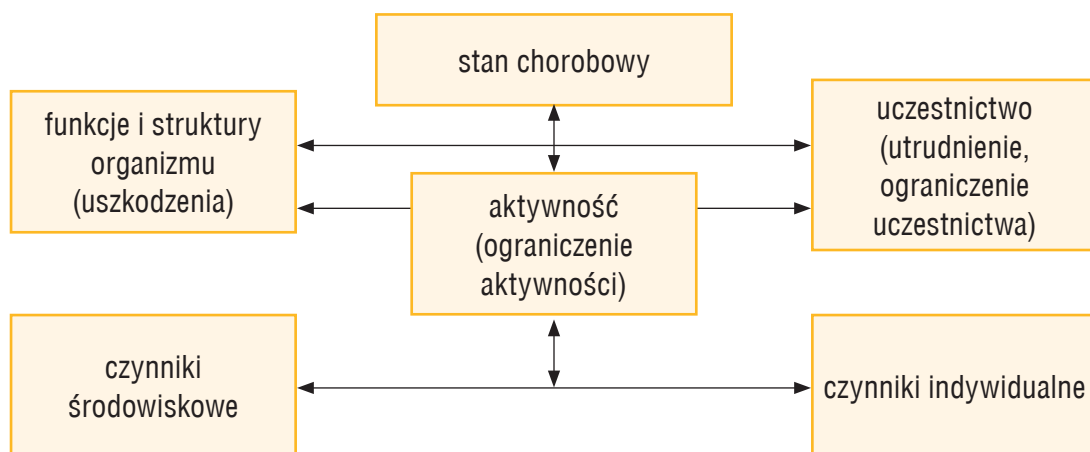 stan chorobowy
funkcje i struktury
organizmu
(uszkodzenia)
aktywność
(ograniczenie
aktywności)
uczestnictwo
(utrudnienie,
ograniczenie
uczestnictwa)
czynniki
środowiskowe
czynniki indywidualne